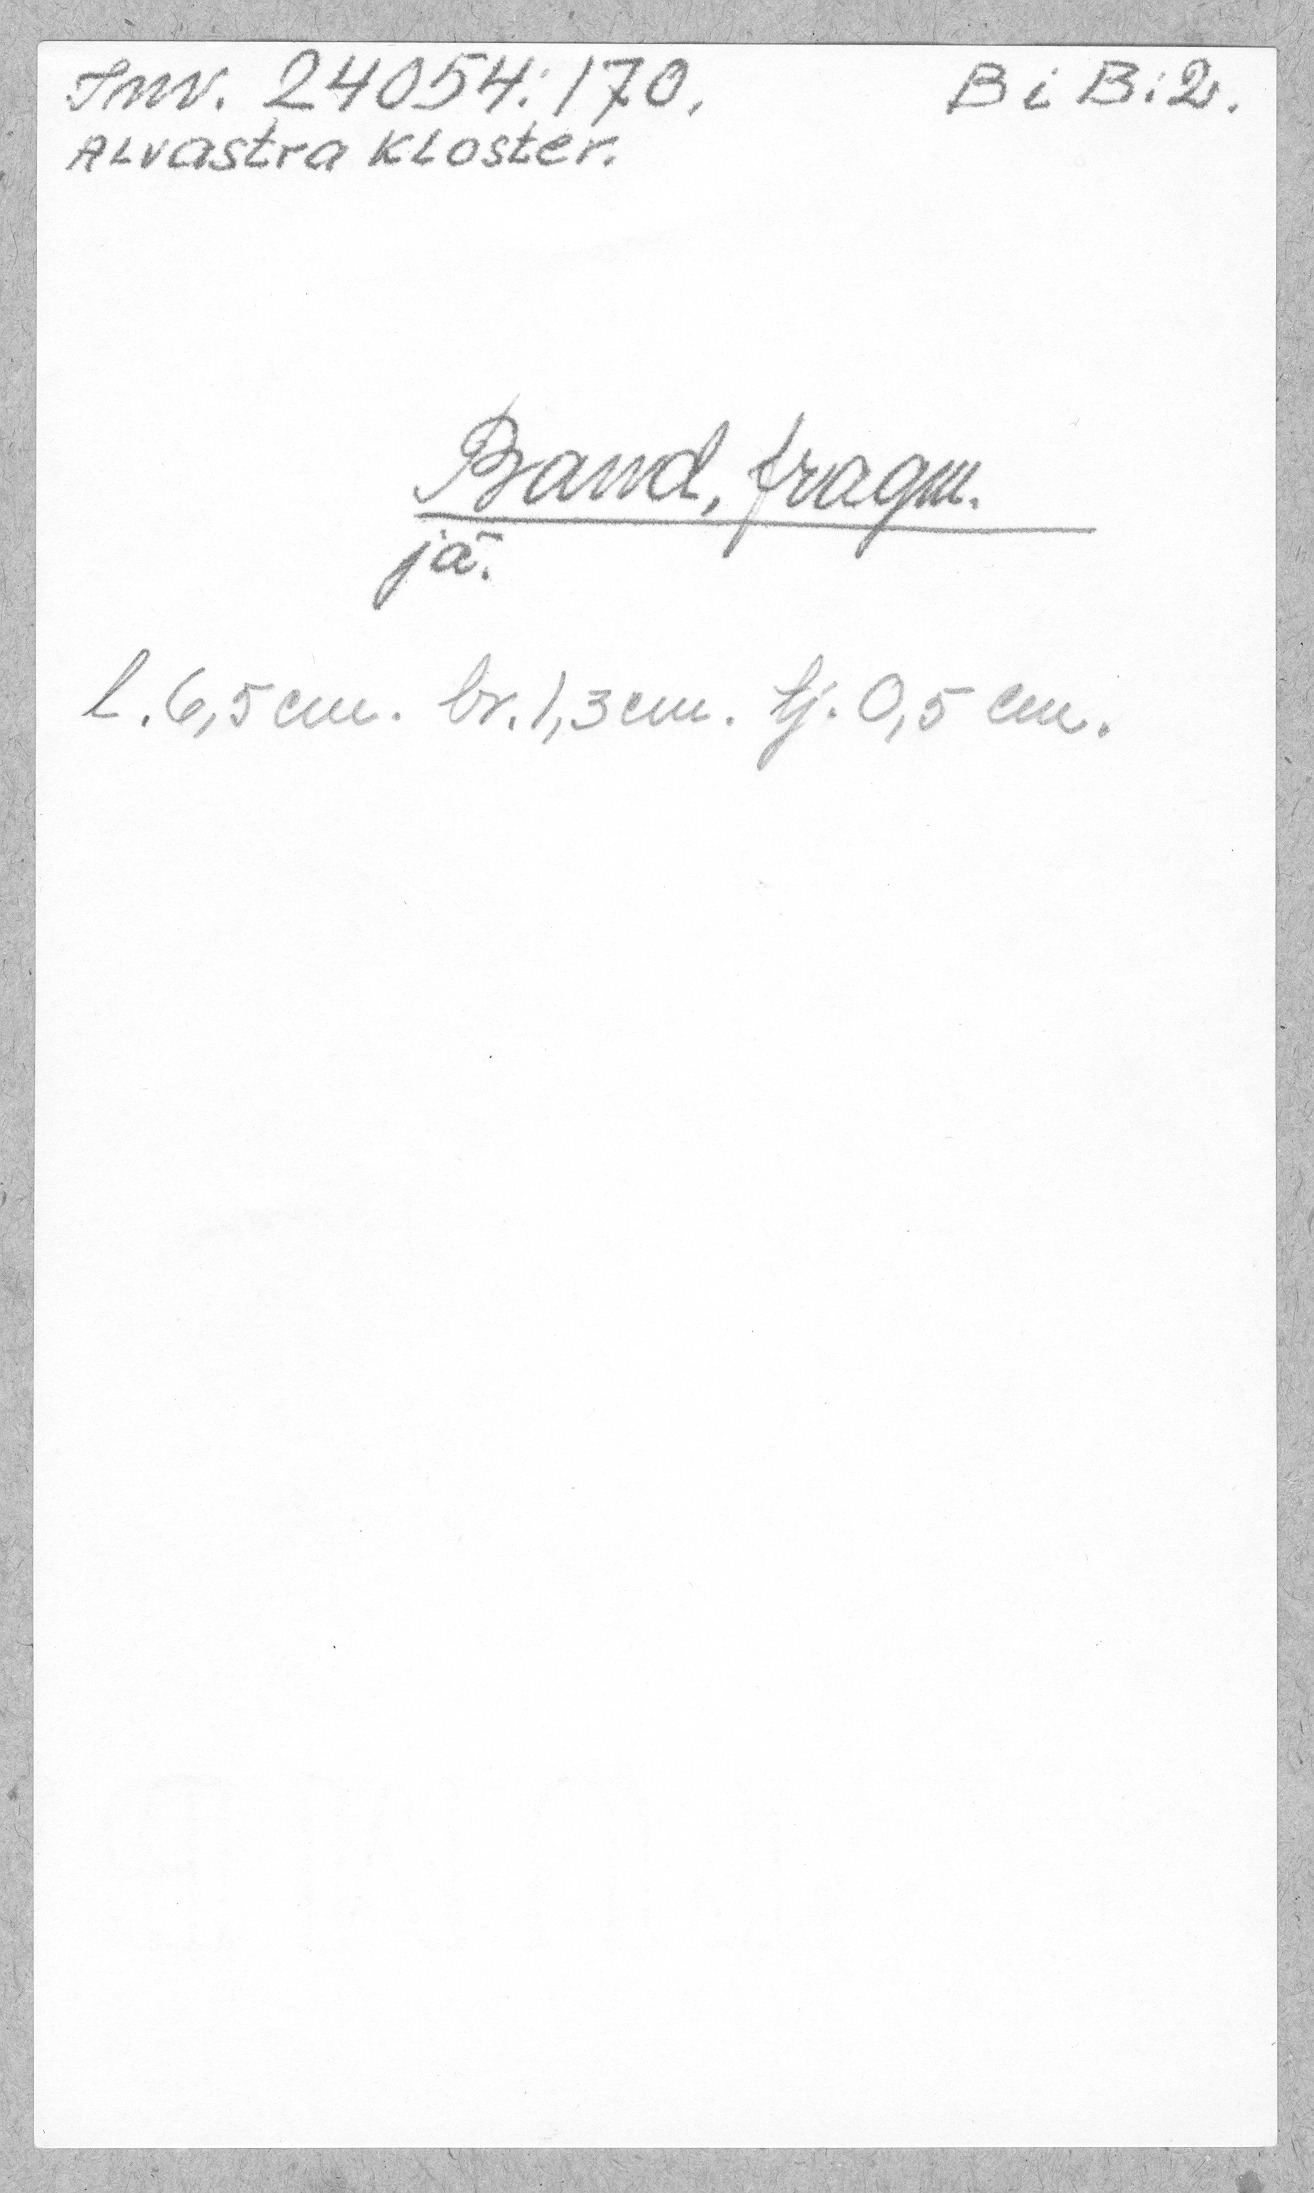 Inv. 24054:170. B i B:2.
Alvastra Kloster.
Band, fragm.
jä.
l. 6,5 cm. br. 1,3 cm. tj. 0,5 cm.